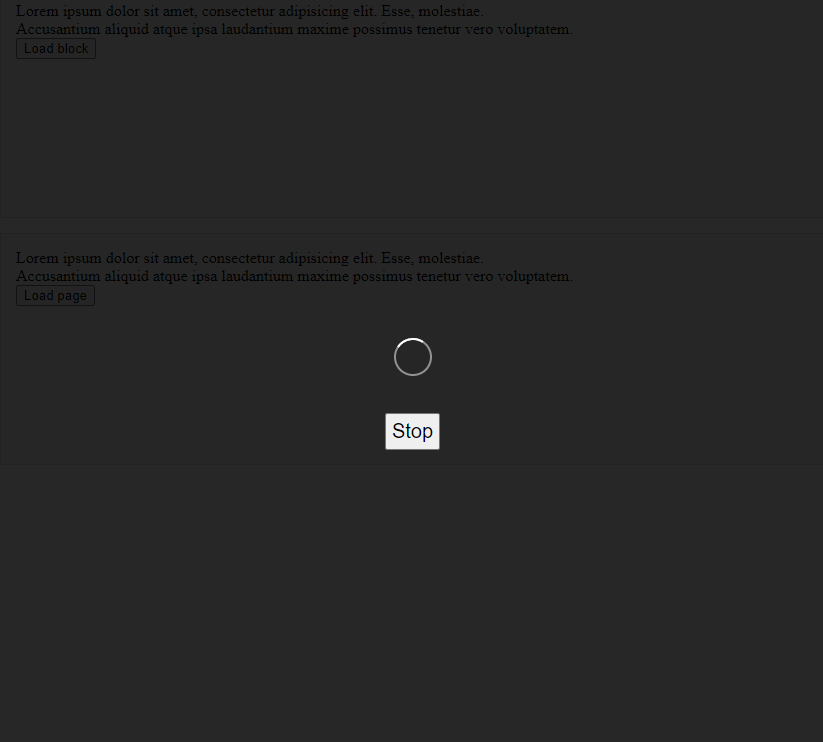 Lorem ipsum dolor sit amet, consectetur adipisicing elit. Esse, molestiae.
Accusantium aliquid atque ipsa laudantium maxime possimus tenetur vero voluptatem.
Load block
Lorem ipsum dolor sit amet, consectetur adipisicing elit. Esse, molestiae.
Accusantium aliquid atque ipsa laudantium maxime possimus tenetur vero voluptatem.
Load page
Stop